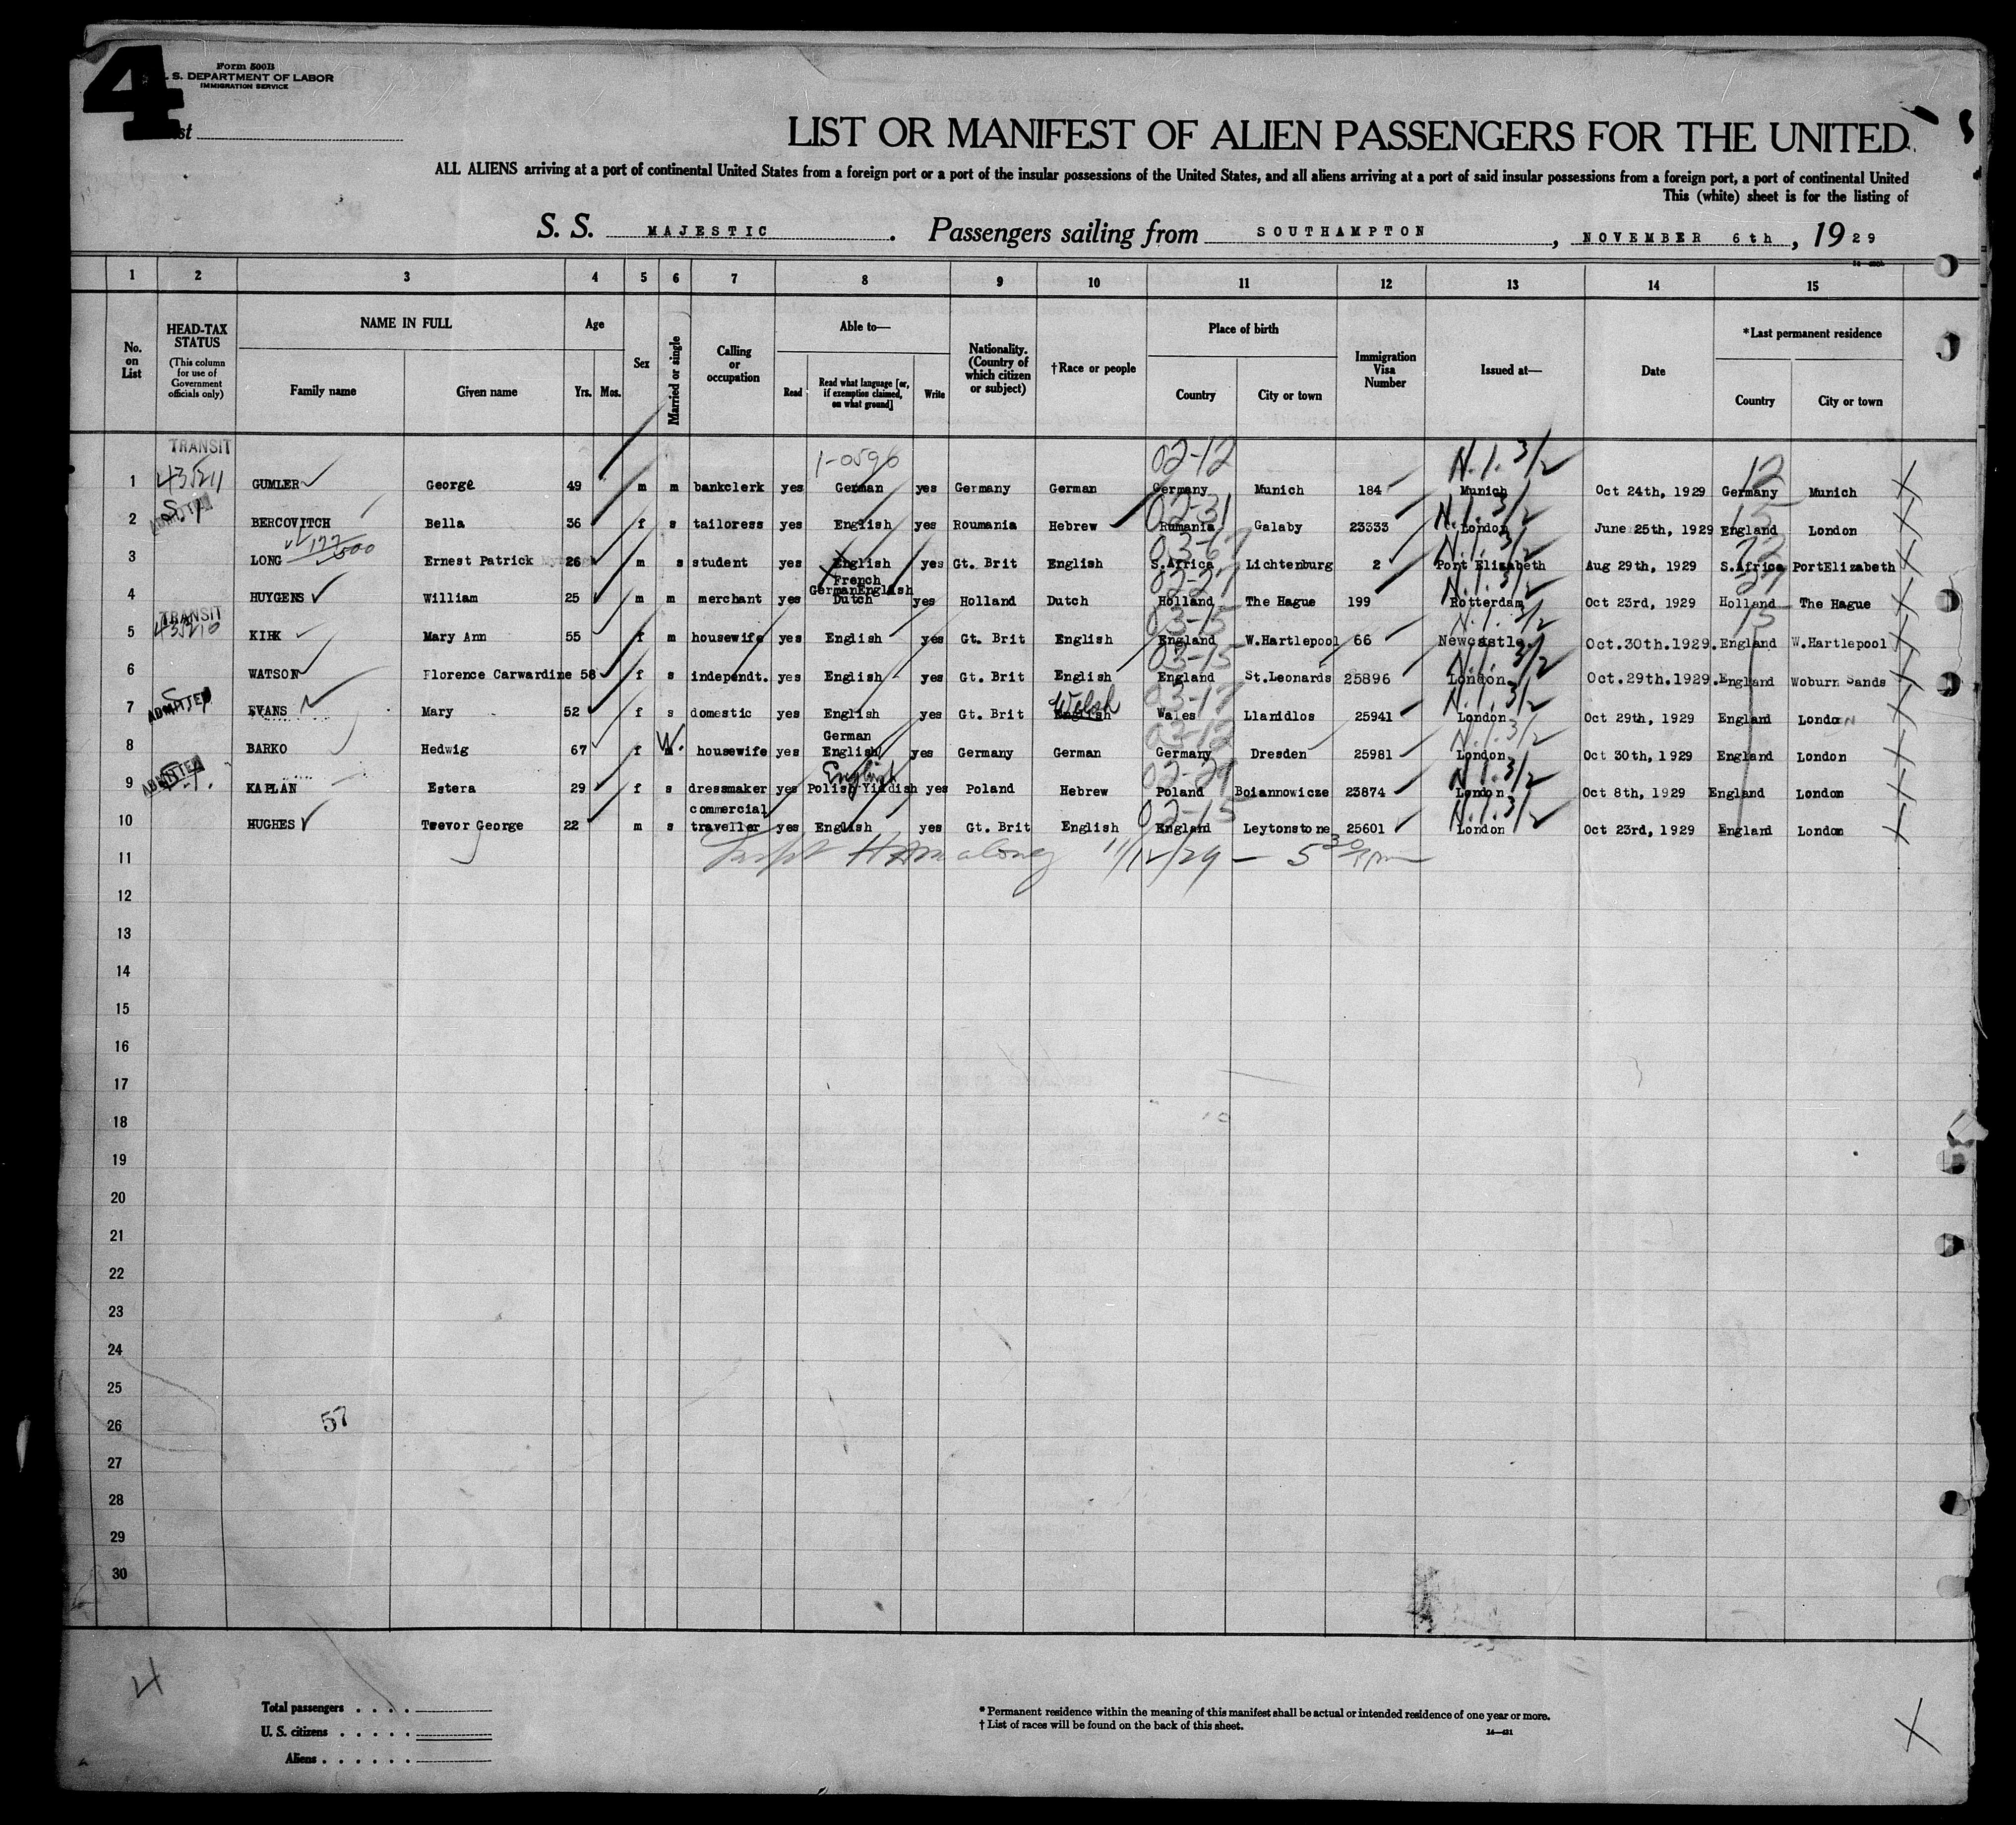 4
Form 500B
S. DEPARTMENT OF LABOR
IMMIGRATION SERVICE
LIST OR MANIFEST OF ALIEN PASSENGERS FOR THE UNITED
ALL ALIENS arriving at a port of continental United States from a foreign port or a port of the insular possessions of the United States, and all aliens arriving at a port of said insular possessions from a foreign port, a port of continental United
This (white) sheet is for the listing of
S. S. MAJESTIC. Passengers sailing from SOUTHAMPTON, NOVEMBER 6th, 1929
1 2 3 4 5 6 7 8 9 10 11 12 13 14 15
No. on List
HEAD-TAX STATUS
(This column for use of Government officials only)
NAME IN FULL
Family name Given name
Age
Yrs. Mos.
Sex
Married or single
Calling or occupation
Able to—
Read Read what language [or, if exemption claimed, on what ground] Write
Nationality. (Country of which citizen or subject)
†Race or people
Place of birth
Country City or town
Immigration Visa Number
Issued at—
Date
*Last permanent residence
Country City or town
TRANSIT 1-0596 02-12 N.I. 3/2 12
1 435211 GUMLER George 49 m m bankclerk yes German yes Germany German Germany Munich 184 Munich Oct 24th, 1929 Germany Munich
ADMITTED 02-31 N.I. 3/2
2 BERCOVITCH Bella 36 f s tailoress yes English yes Roumania Hebrew Rumania Galaby 23333 London June 25th, 1929 England London
177/500 03-67 N.I. 3/2
3 LONG Ernest Patrick 26 m s student yes English yes Gt. Brit English S.Africa Lichtenburg 2 Port Elizabeth Aug 29th, 1929 S.Africa PortElizabeth
French
German English 02-27 N.I. 3/2 27
4 HUYGENS William 25 m m merchant yes Dutch yes Holland Dutch Holland The Hague 199 Rotterdam Oct 23rd, 1929 Holland The Hague
TRANSIT 435210 03-15 N.I. 3/2 15
5 KIRK Mary Ann 55 f m housewife yes English yes Gt. Brit English England W.Hartlepool 66 Newcastle Oct.30th.1929. England W.Hartlepool
03-15 N.I. 3/2
6 WATSON Florence Carwardine 58 f s independt. yes English yes Gt. Brit English England St.Leonards 25896 London Oct.29th.1929. England Woburn Sands
ADMITTED Welsh 03-17 N.I. 3/2
7 EVANS Mary 52 f s domestic yes English yes Gt. Brit English Wales Llanidlos 25941 London Oct 29th, 1929 England London
German 03-12 N.I. 3/2
8 BARKO Hedwig 67 f W. housewife yes English yes Germany German Germany Dresden 25981 London Oct 30th, 1929 England London
ADMITTED English 02-29 N.I. 3/2
9 KAPLAN Estera 29 f s dressmaker yes Polish Yiddish yes Poland Hebrew Poland Boiannowicze 23874 London Oct 8th, 1929 England London
commercial 02-15 N.I. 3/2
10 HUGHES Trevor George 22 m s traveller yes English yes Gt. Brit English England Leytonstone 25601 London Oct 23rd, 1929 England London
11 11/12/29 — 5 30 pm
12
13
14
15
16
17
18
19
20
21
22
23
24
25
26 57
27
28
29
30
4
Total passengers . . . .
U. S. citizens . . . . .
Aliens . . . . . .
* Permanent residence within the meaning of this manifest shall be actual or intended residence of one year or more.
† List of races will be found on the back of this sheet.
X